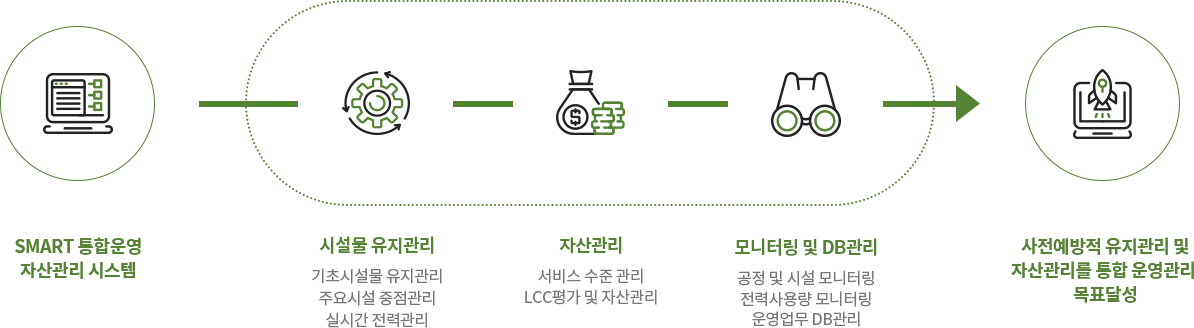 SMART 통합운영
자산관리 시스템
시설물 유지관리
기초시설물 유지관리
주요시설 중점관리
실시간 전력관리
자산관리
서비스 수준 관리
LCC평가 및 자산관리
모니터링 및 DB관리
공정 및 시설 모니터링
전력사용량 모니터링
운영업무 DB관리
사전예방적 유지관리 및
자산관리를 통합 운영관리
목표달성